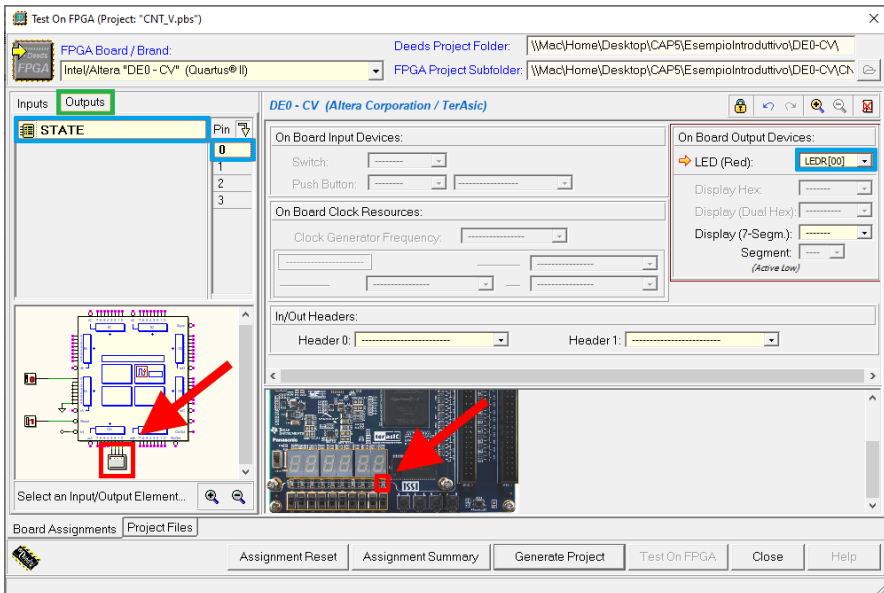 Test On FPGA (Project: "CNT_V.pbs")
FPGA Board / Brand:
Intel/Altera "DE0 - CV" (Quartus® II)
Deeds Project Folder: \\Mac\Home\Desktop\CAP5\EsempioIntroduttivo\DE0-CV\
FPGA Project Subfolder: \\Mac\Home\Desktop\CAP5\EsempioIntroduttivo\DE0-CV\CN
Deeds
FPGA
Inputs Outputs
STATE
Pin
0
1
2
3
DE0 - CV (Altera Corporation / TerAsic)
On Board Input Devices:
Switch: --------
Push Button: -------- ----------------
On Board Clock Resources:
Clock Generator Frequency: ----------------
On Board Output Devices:
LED (Red): LEDR[00]
Display Hex:
Display (Dual Hex):
Display (7-Segm.):
Segment:
(Active Low)
In/Out Headers:
Header 0:
Header 1:
Select an Input/Output Element...
Panasonic
terasIC
ISSI
Board Assignments Project Files
Assignment Reset Assignment Summary Generate Project Test On FPGA Close Help